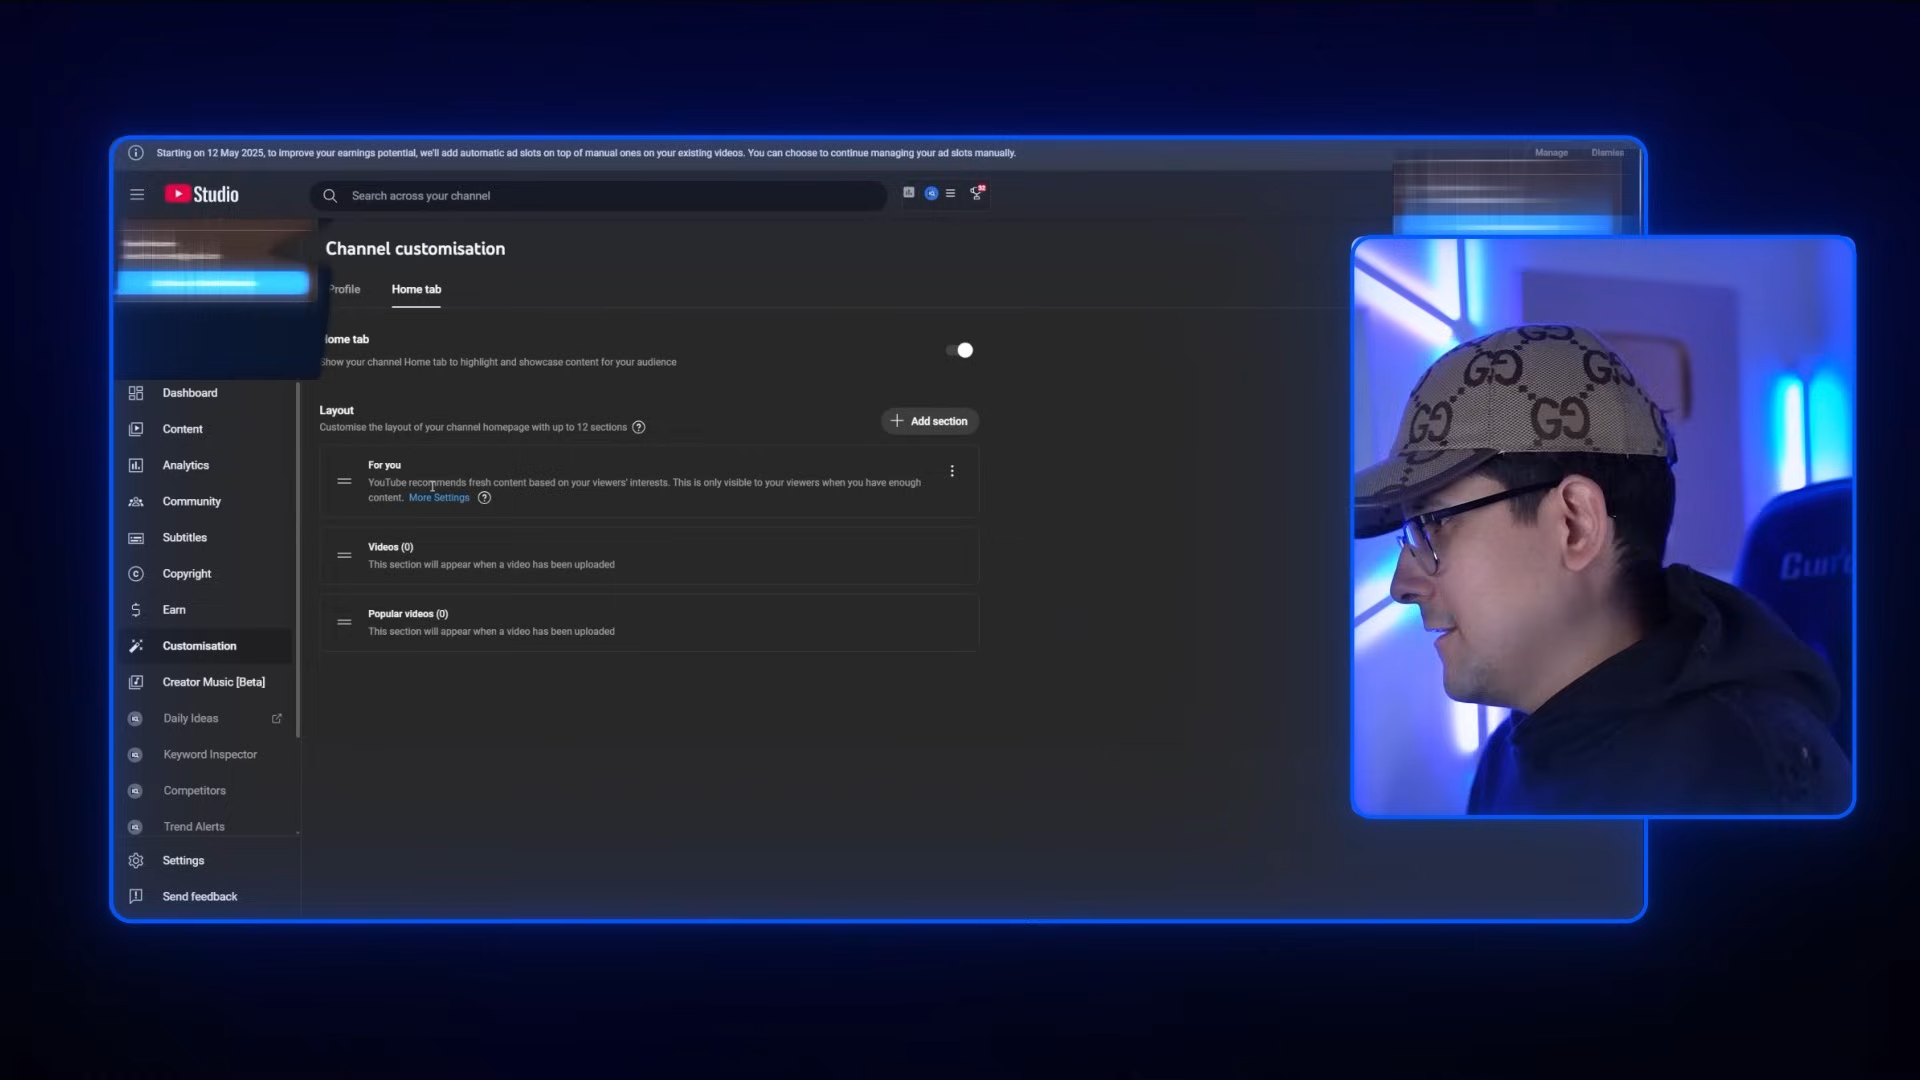 Starting on 12 May 2025, to improve your earnings potential, we'll add automatic ad slots on top of manual ones on your existing videos. You can choose to continue managing your ad slots manually.
Manage
Dismiss
Studio
Search across your channel
Channel customisation
Profile
Home tab
Home tab
Show your channel Home tab to highlight and showcase content for your audience
Layout
Customise the layout of your channel homepage with up to 12 sections
Add section
For you
YouTube recommends fresh content based on your viewers' interests. This is only visible to your viewers when you have enough
content. More Settings
Videos (0)
This section will appear when a video has been uploaded
Popular videos (0)
This section will appear when a video has been uploaded
Dashboard
Content
Analytics
Community
Subtitles
Copyright
Earn
Customisation
Creator Music [Beta]
Daily Ideas
Keyword Inspector
Competitors
Trend Alerts
Settings
Send feedback